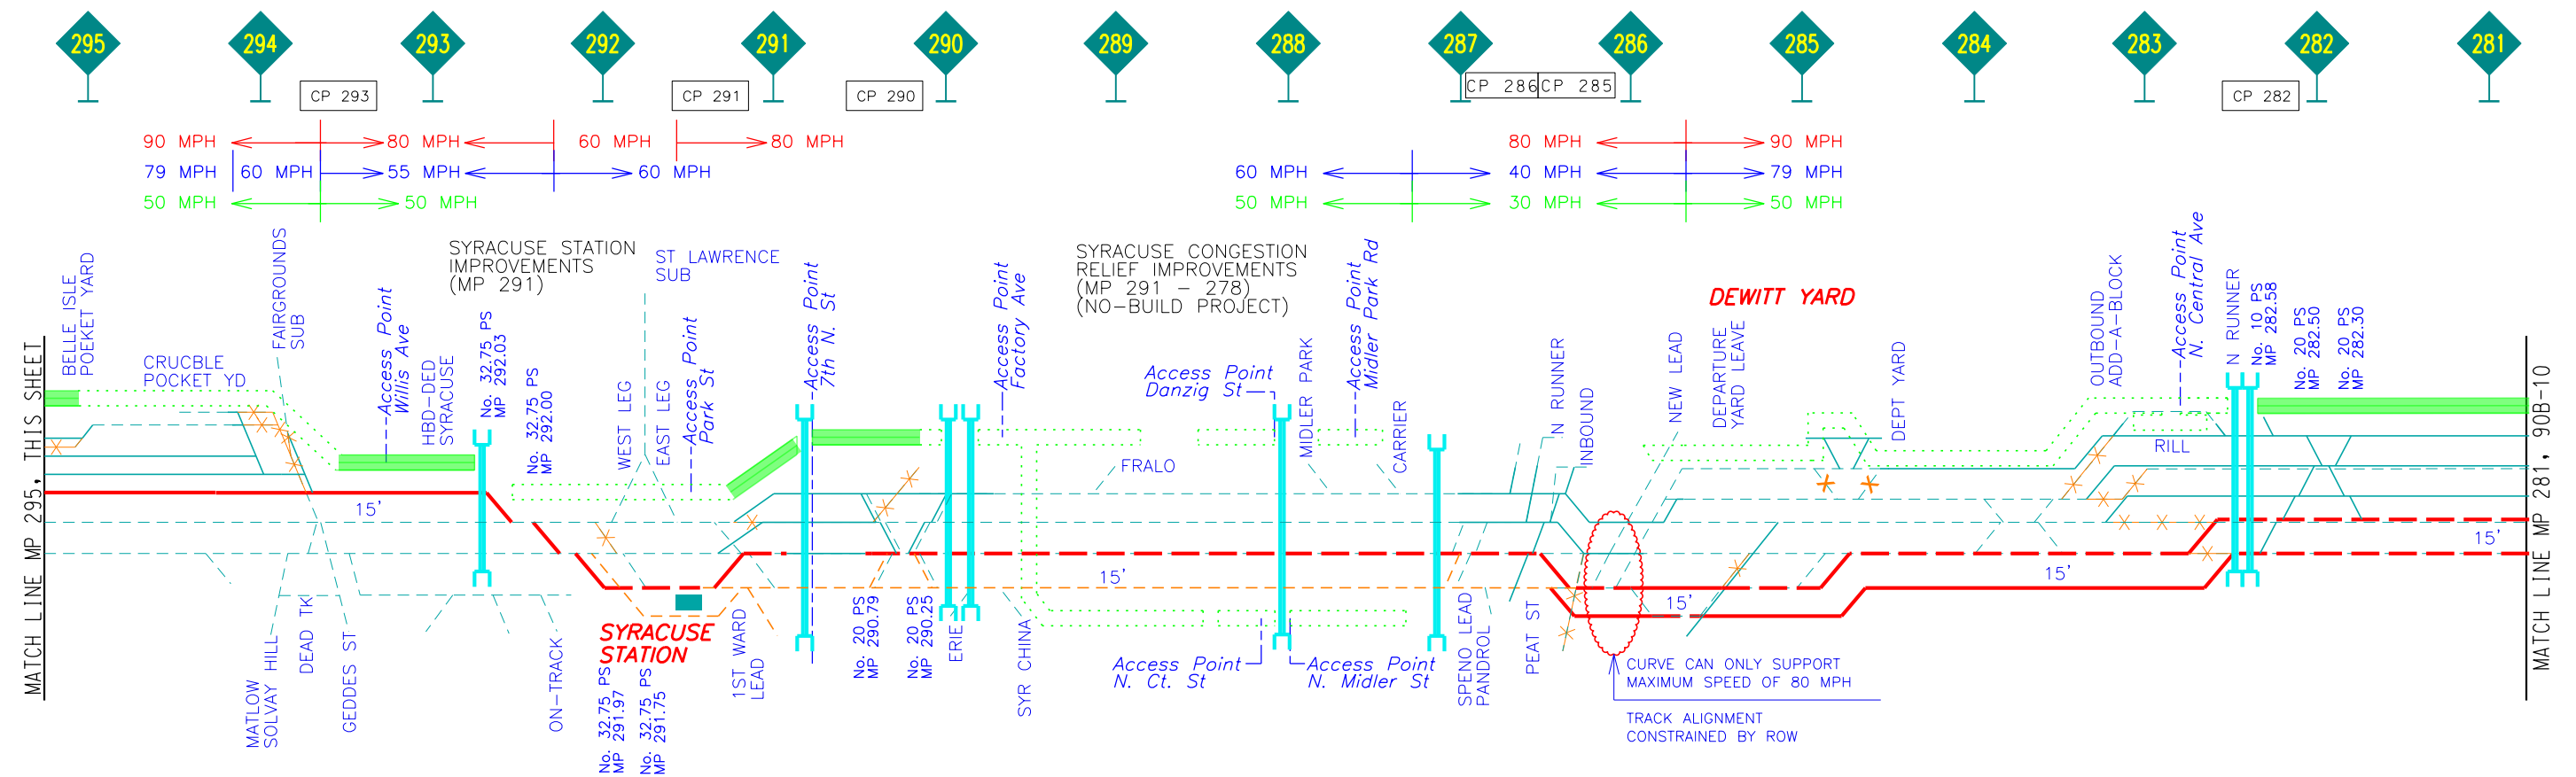 295
294
293
292
291
290
289
288
287
286
285
284
283
282
281
CP 293
CP 291
CP 290
CP 286
CP 285
CP 282
90 MPH
80 MPH
60 MPH
80 MPH
80 MPH
90 MPH
79 MPH
60 MPH
55 MPH
60 MPH
60 MPH
40 MPH
79 MPH
50 MPH
50 MPH
50 MPH
30 MPH
50 MPH
MATCH LINE MP 295, THIS SHEET
BELLE ISLE
POEKET YARD
CRUCBLE
POCKET YD
FAIRGROUNDS
SUB
Access Point
Willis Ave
HBD-DED
SYRACUSE
SYRACUSE STATION
IMPROVEMENTS
(MP 291)
No. 32.75 PS
MP 292.03
No. 32.75 PS
MP 292.00
ST LAWRENCE
SUB
WEST LEG
EAST LEG
Access Point
Park St
Access Point
7th N. St
Access Point
Factory Ave
SYRACUSE CONGESTION
RELIEF IMPROVEMENTS
(MP 291 - 278)
(NO-BUILD PROJECT)
FRALO
Access Point
Danzig St
MIDLER PARK
Access Point
Midler Park Rd
CARRIER
N RUNNER
INBOUND
NEW LEAD
DEPARTURE
YARD LEAVE
DEWITT YARD
DEPT YARD
OUTBOUND
ADD-A-BLOCK
Access Point
N. Central Ave
RILL
N RUNNER
No. 10 PS
MP 282.58
No. 20 PS
MP 282.50
No. 20 PS
MP 282.30
MATCH LINE MP 281, 90B-10
15'
15'
15'
15'
15'
MATLOW
SOLVAY HILL
DEAD TK
GEDDES ST
ON-TRACK
SYRACUSE
STATION
No. 32.75 PS
MP 291.97
No. 32.75 PS
MP 291.75
1ST WARD
LEAD
No. 20 PS
MP 290.79
No. 20 PS
MP 290.25
ERIE
SYR CHINA
Access Point
N. Ct. St
Access Point
N. Midler St
SPENO LEAD
PANDROL
PEAT ST
CURVE CAN ONLY SUPPORT
MAXIMUM SPEED OF 80 MPH
TRACK ALIGNMENT
CONSTRAINED BY ROW